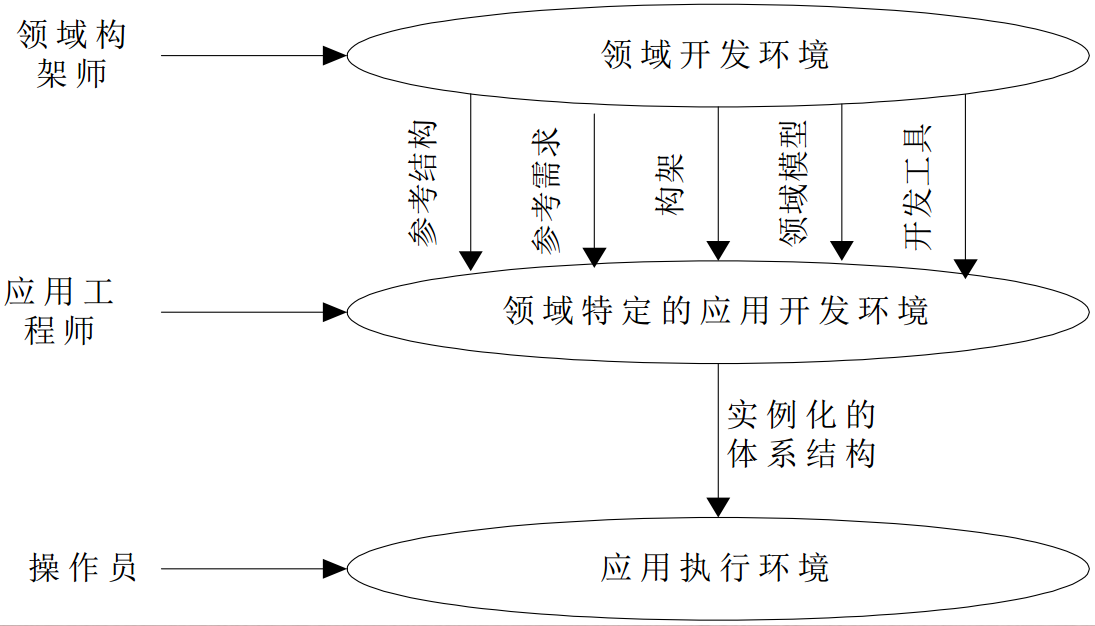 领域构
架师
领域开发环境
参考结构
参考需求
构架
领域模型
开发工具
应用工
程师
领域特定的应用开发环境
实例化的
体系结构
操作员
应用执行环境